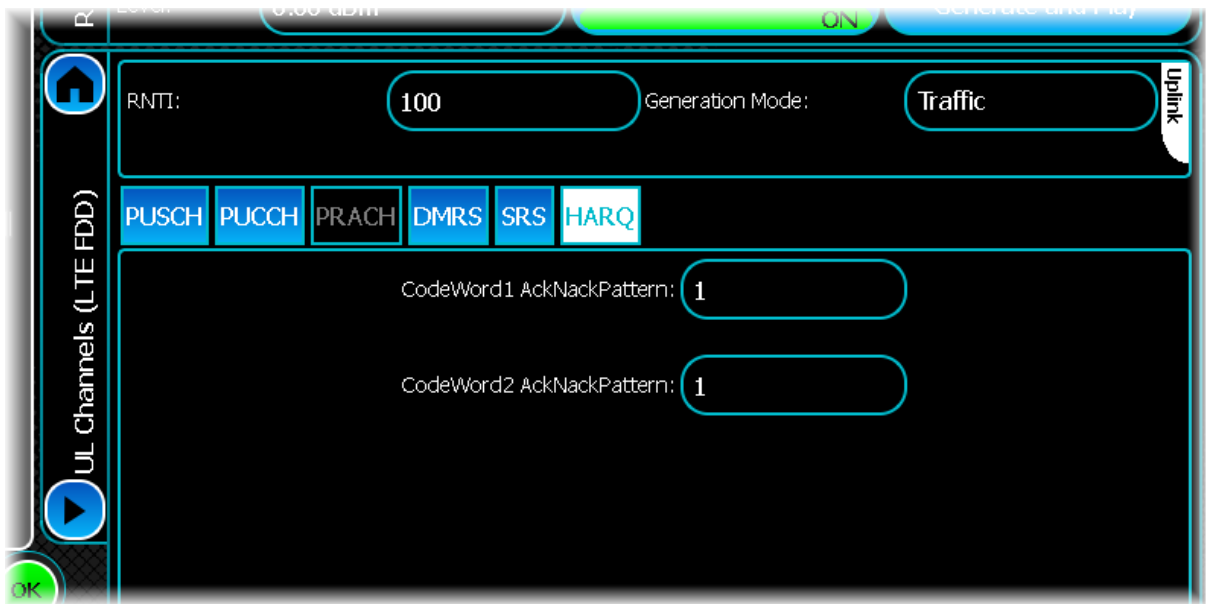 ON
RNTI:
100
Generation Mode:
Traffic
Uplink
PUSCH PUCCH PRACH DMRS SRS HARQ
UL Channels (LTE FDD)
CodeWord1 AckNackPattern: 1
CodeWord2 AckNackPattern: 1
OK